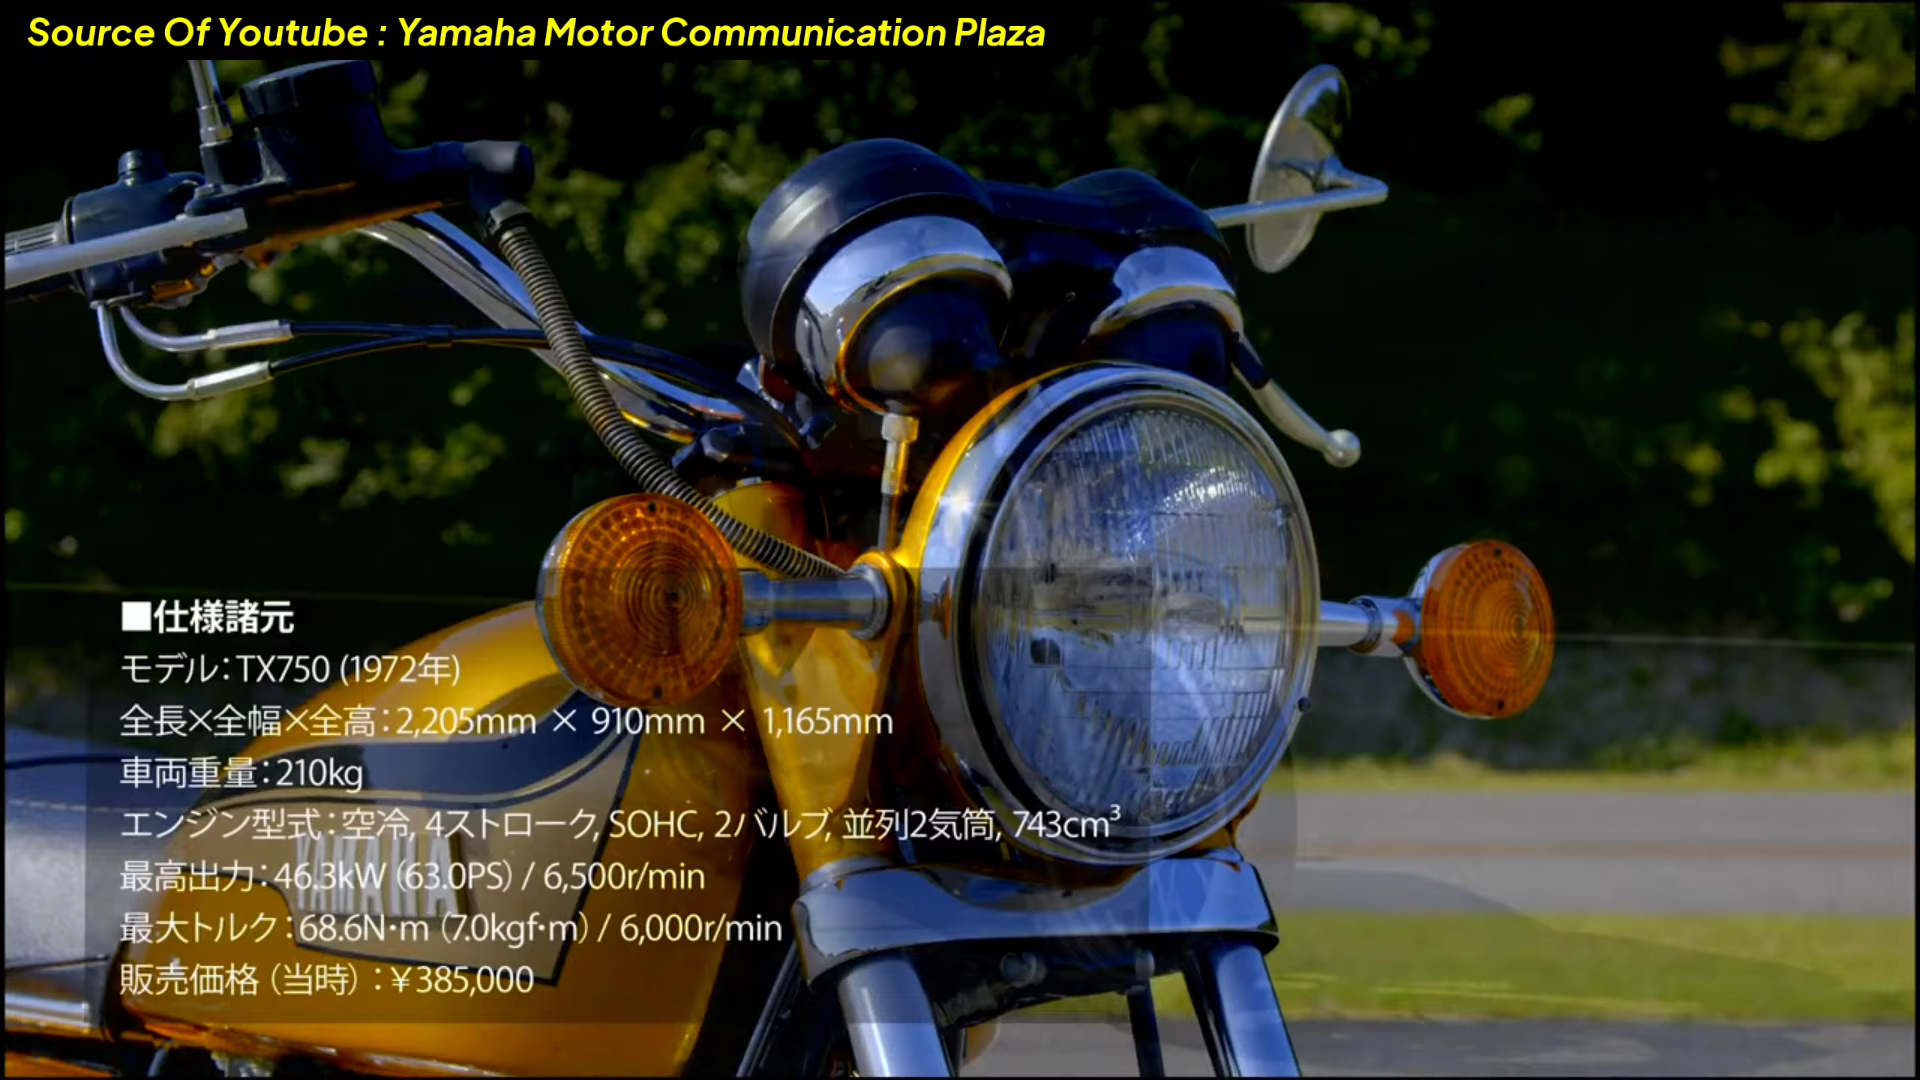 Source Of Youtube : Yamaha Motor Communication Plaza
■仕様諸元
モデル：TX750 (1972年)
全長×全幅×全高：2,205mm × 910mm × 1,165mm
車両重量：210kg
エンジン型式：空冷, 4ストローク, SOHC, 2バルブ, 並列2気筒, 743cm³
YAMAHA
最高出力：46.3kW (63.0PS) / 6,500r/min
最大トルク：68.6N·m (7.0kgf·m) / 6,000r/min
販売価格（当時）：¥385,000